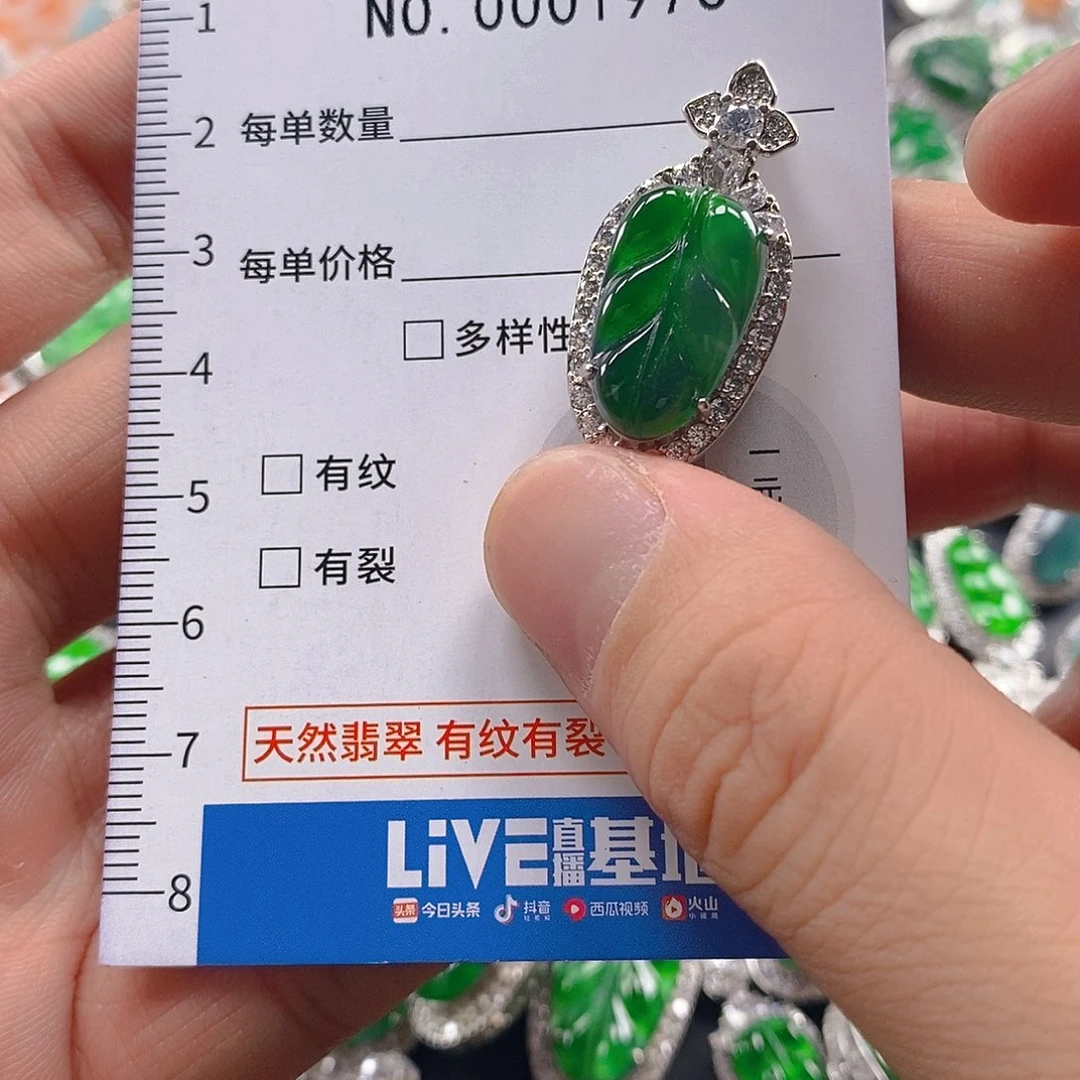 1
2
3
4
5
6
7
8
每单数量
每单价格
多样性
有纹
有裂
一元
天然翡翠 有纹有裂
LiVE直播基地
今日头条 抖音 西瓜视频 火山